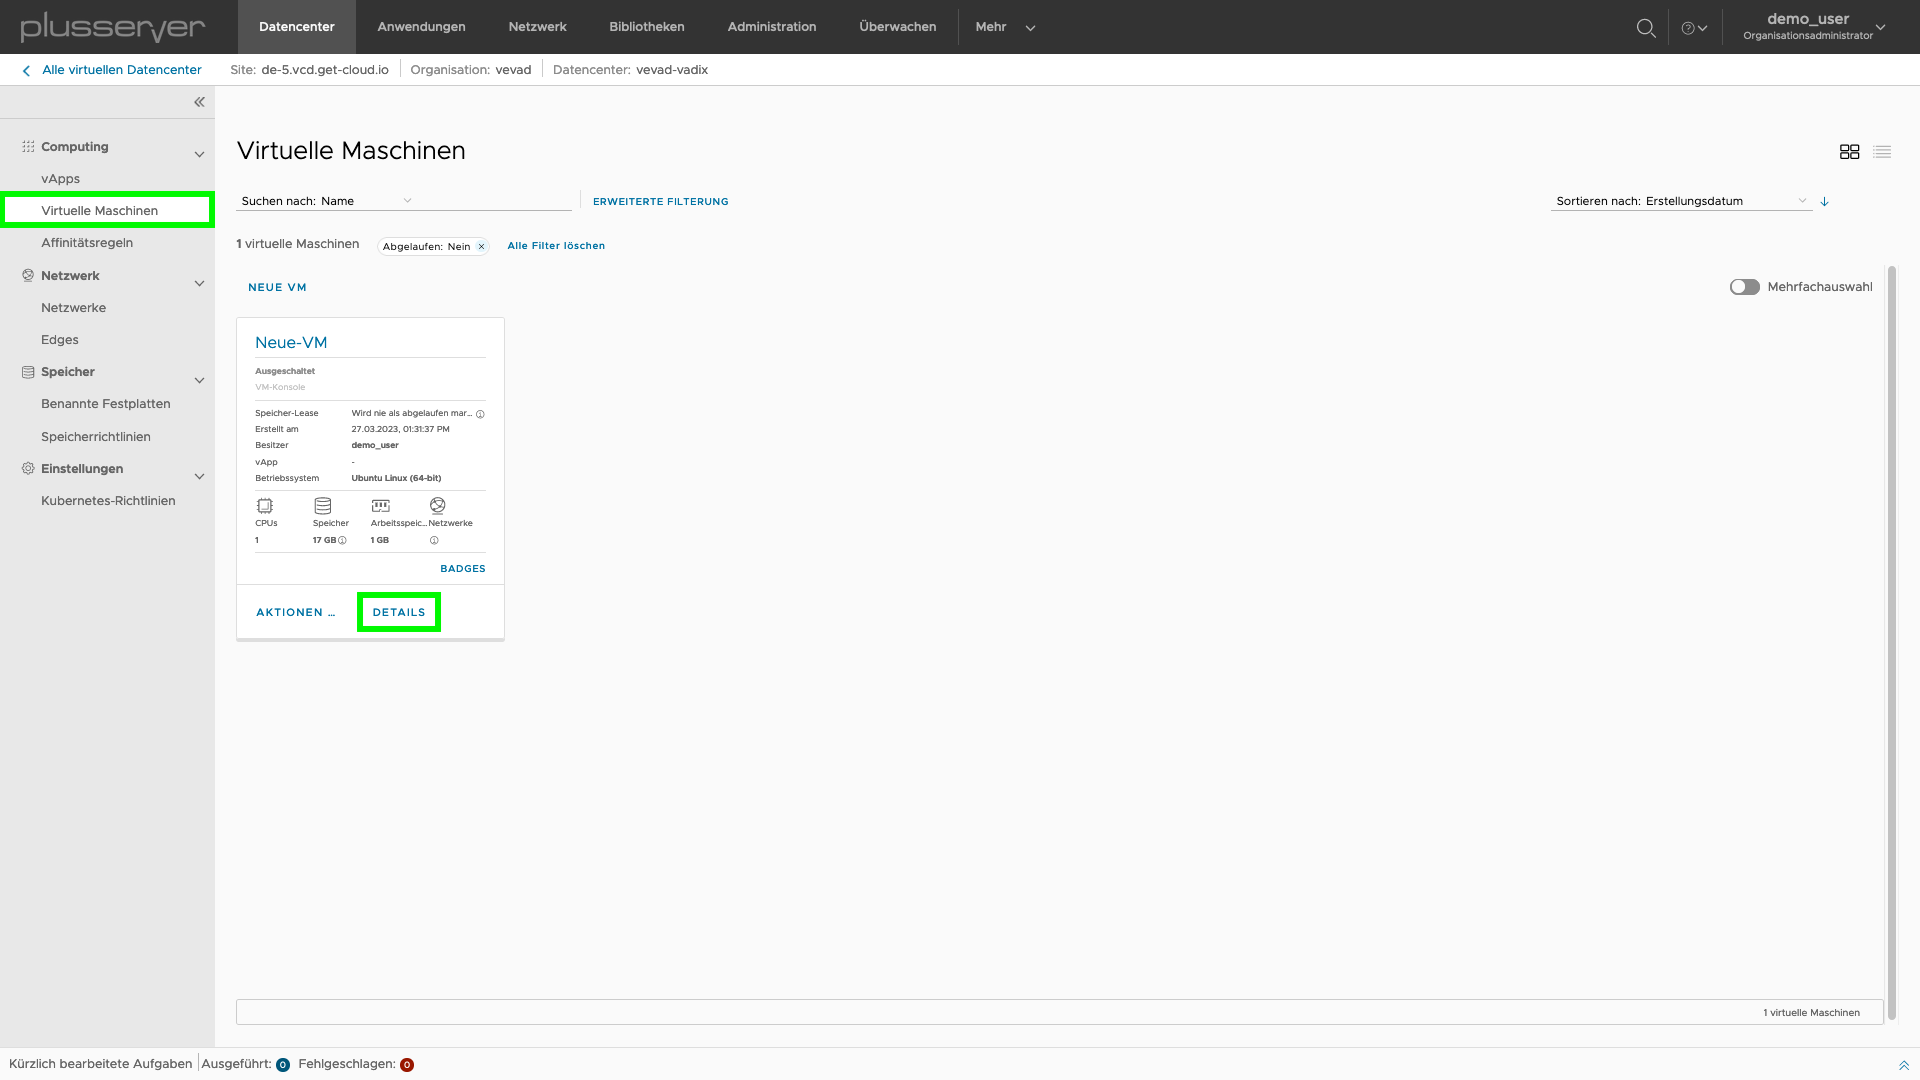 plusserver
Datencenter
Anwendungen
Netzwerk
Bibliotheken
Administration
Überwachen
Mehr
demo_user
Organisationsadministrator
Alle virtuellen Datencenter
Site: de-5.vcd.get-cloud.io
Organisation: vevad
Datencenter: vevad-vadix
Computing
vApps
Virtuelle Maschinen
Affinitätsregeln
Netzwerk
Netzwerke
Edges
Speicher
Benannte Festplatten
Speicherrichtlinien
Einstellungen
Kubernetes-Richtlinien
Virtuelle Maschinen
Suchen nach: Name
ERWEITERTE FILTERUNG
Sortieren nach: Erstellungsdatum
1 virtuelle Maschinen
Abgelaufen: Nein
Alle Filter löschen
NEUE VM
Mehrfachauswahl
Neue-VM
Ausgeschaltet
VM-Konsole
Speicher-Lease Wird nie als abgelaufen mar...
Erstellt am 27.03.2023, 01:31:37 PM
Besitzer demo_user
vApp -
Betriebssystem Ubuntu Linux (64-bit)
CPUs Speicher Arbeitsspeic... Netzwerke
1 17 GB 1 GB
BADGES
AKTIONEN ...
DETAILS
1 virtuelle Maschinen
Kürzlich bearbeitete Aufgaben Ausgeführt: 0 Fehlgeschlagen: 0